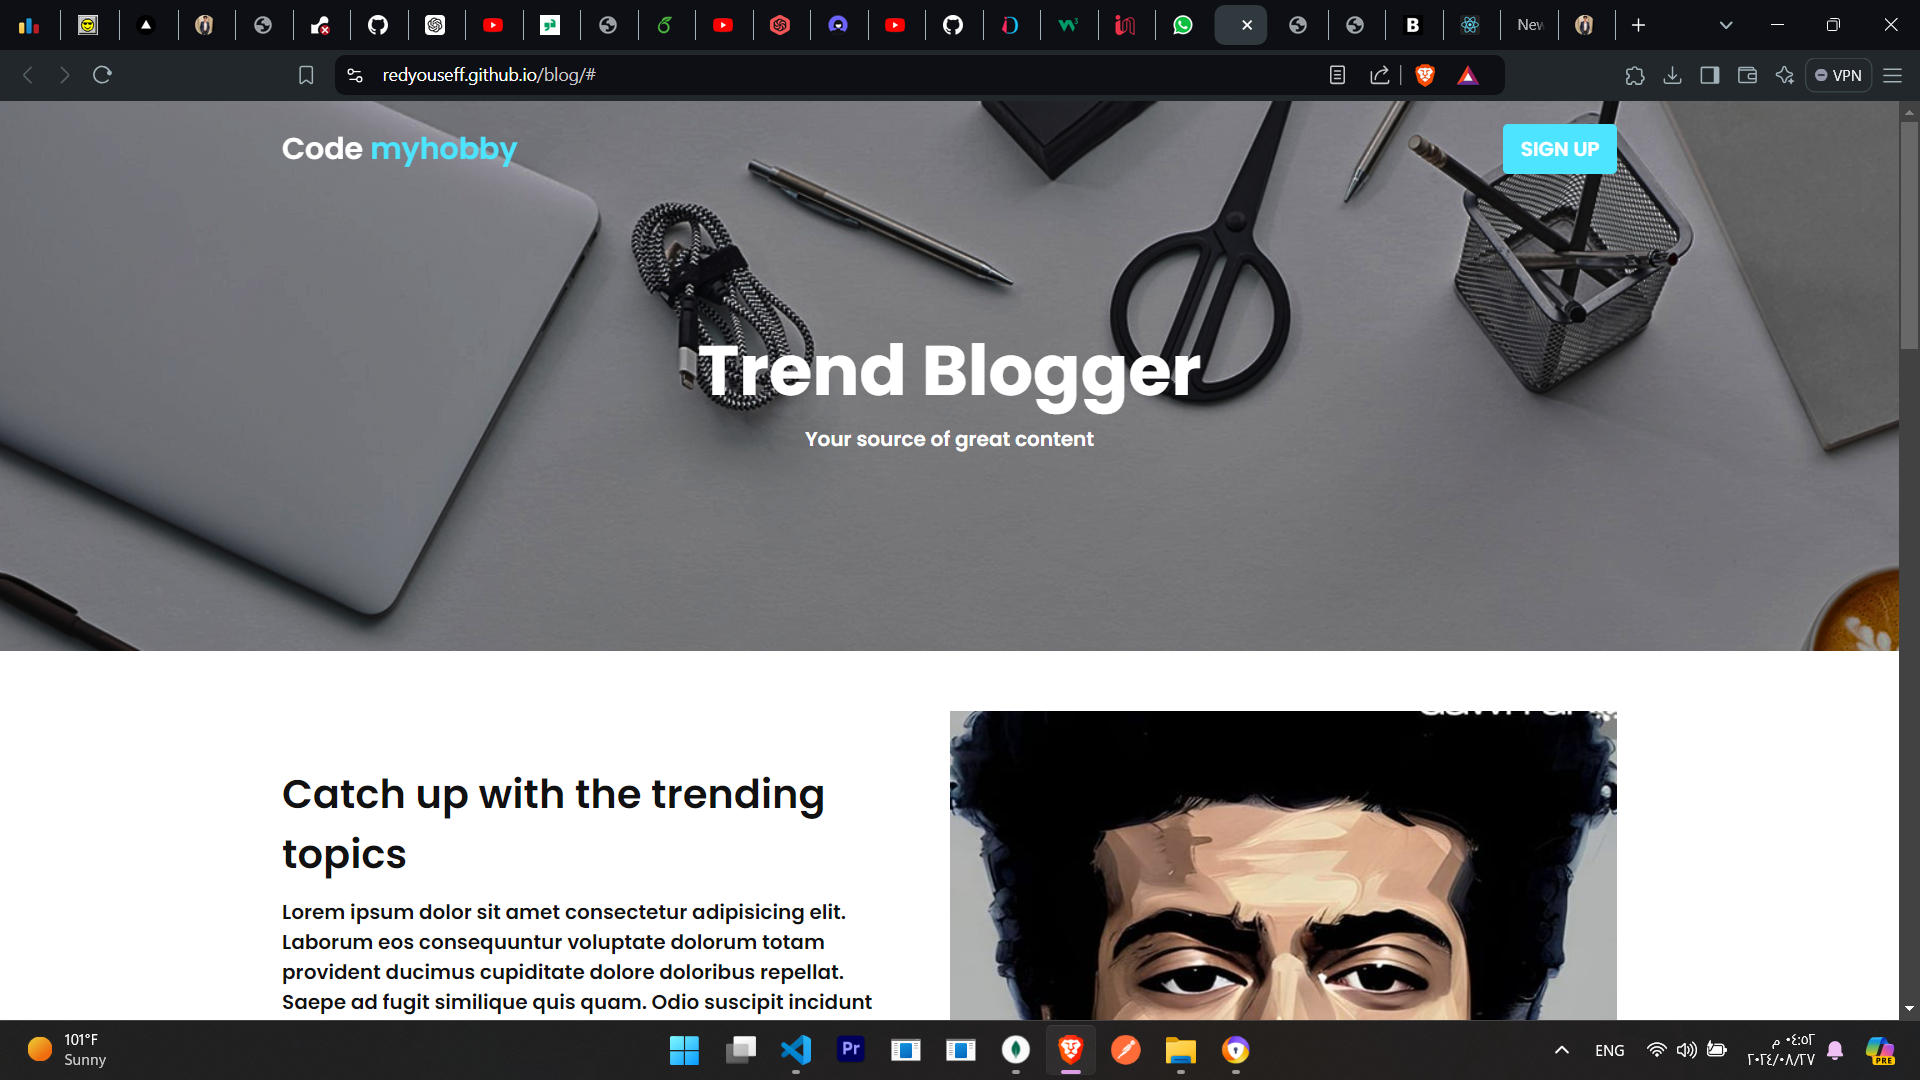 New
redyouseff.github.io/blog/#
VPN
Code myhobby
SIGN UP
Trend Blogger
Your source of great content
Catch up with the trending
topics
Lorem ipsum dolor sit amet consectetur adipisicing elit.
Laborum eos consequuntur voluptate dolorum totam
provident ducimus cupiditate dolore doloribus repellat.
Saepe ad fugit similique quis quam. Odio suscipit incidunt
101°F
Sunny
Pr
ENG
٠٤:٥٢ م
٢٠٢٤/٠٨/٢٧
PRE